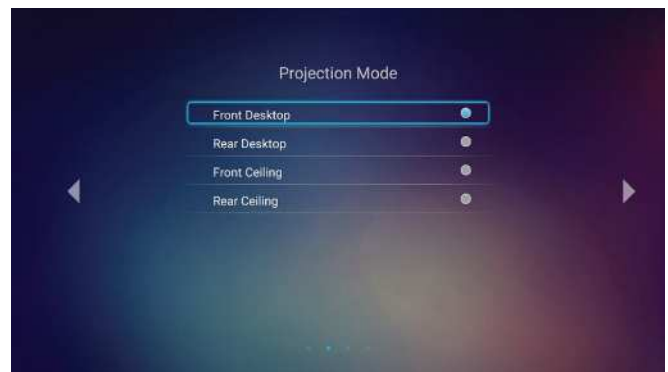 Projection Mode
Front Desktop
Rear Desktop
Front Ceiling
Rear Ceiling